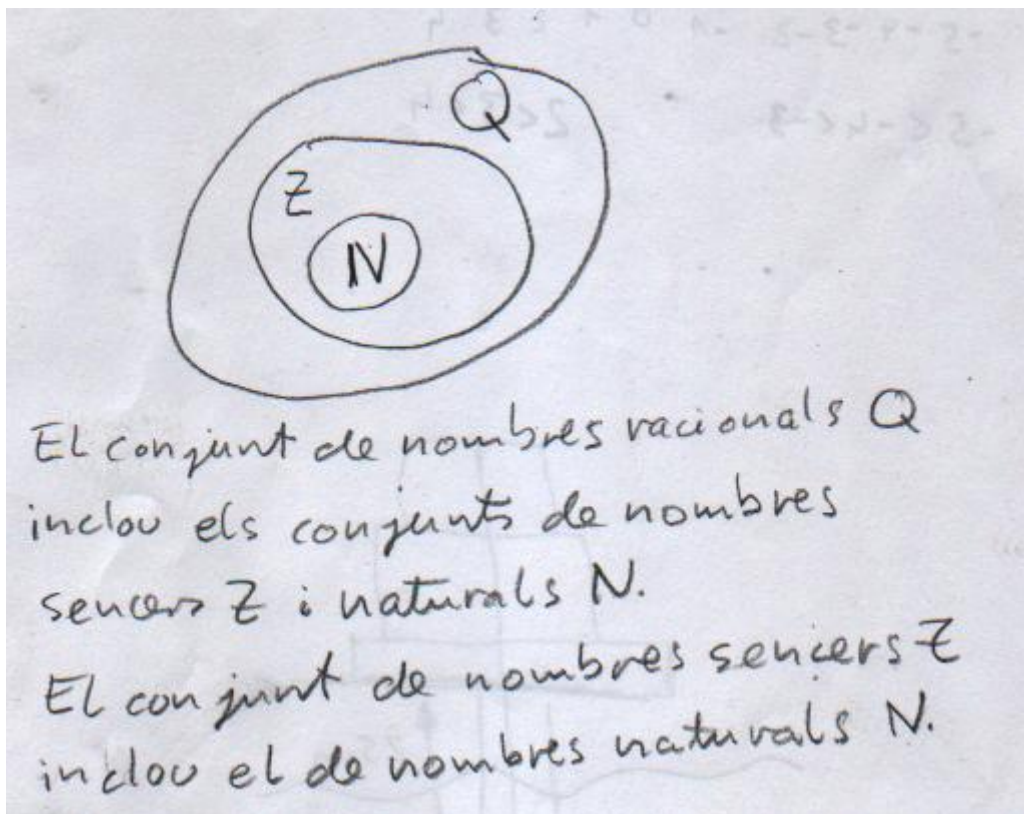 Q
Z
N
El conjunt de nombres racionals Q
inclou els conjunts de nombres
sencers Z i naturals N.
El conjunt de nombres sencers Z
inclou el de nombres naturals N.